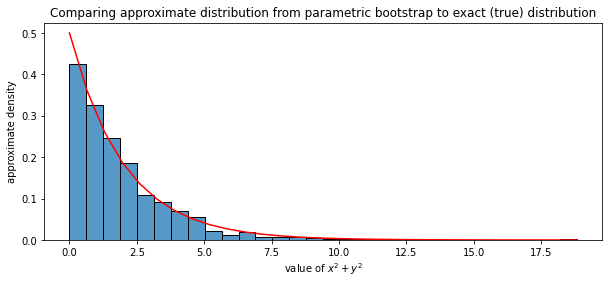 Comparing approximate distribution from parametric bootstrap to exact (true) distribution
approximate density
0.5
0.4
0.3
0.2
0.1
0.0
0.0 2.5 5.0 7.5 10.0 12.5 15.0 17.5
value of x² + y²